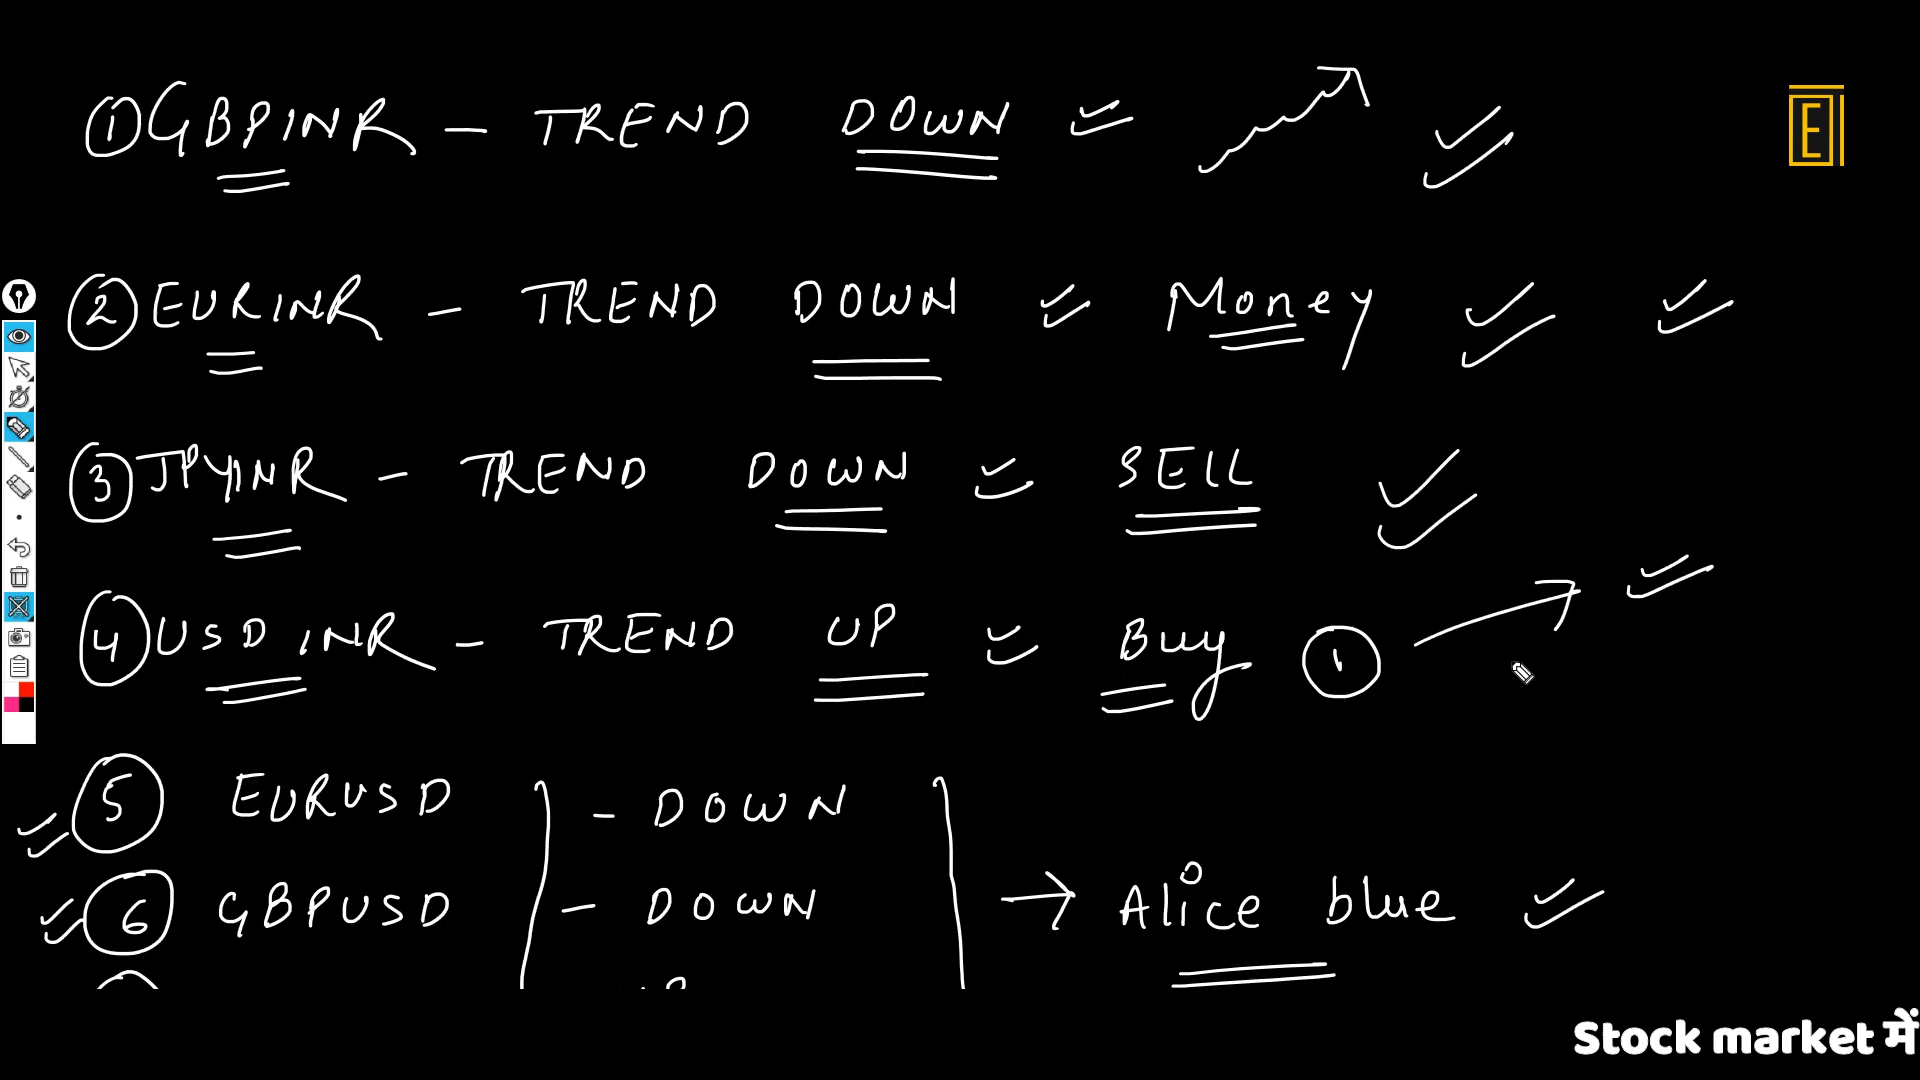 ① GBPINR - TREND DOWN
E
② EURINR - TREND DOWN Money
③ JPYINR - TREND DOWN SELL
④ USDINR - TREND UP Buy ①
⑤ EURUSD - DOWN
⑥ GBPUSD - DOWN → Alice blue
Stock market में